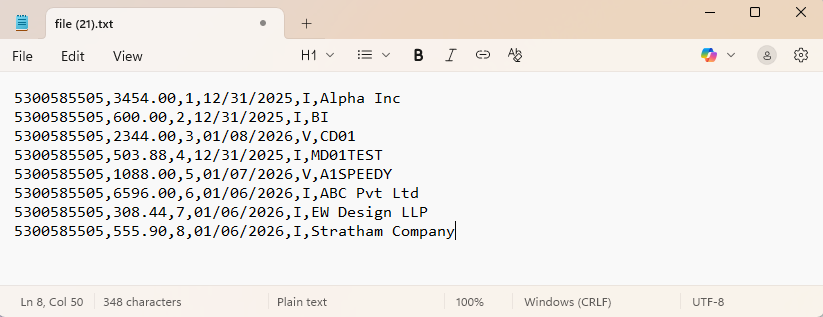 file (21).txt
File Edit View H1 B I
5300585505,3454.00,1,12/31/2025,I,Alpha Inc
5300585505,600.00,2,12/31/2025,I,BI
5300585505,2344.00,3,01/08/2026,V,CD01
5300585505,503.88,4,12/31/2025,I,MD01TEST
5300585505,1088.00,5,01/07/2026,V,A1SPEEDY
5300585505,6596.00,6,01/06/2026,I,ABC Pvt Ltd
5300585505,308.44,7,01/06/2026,I,EW Design LLP
5300585505,555.90,8,01/06/2026,I,Stratham Company
Ln 8, Col 50 348 characters Plain text 100% Windows (CRLF) UTF-8